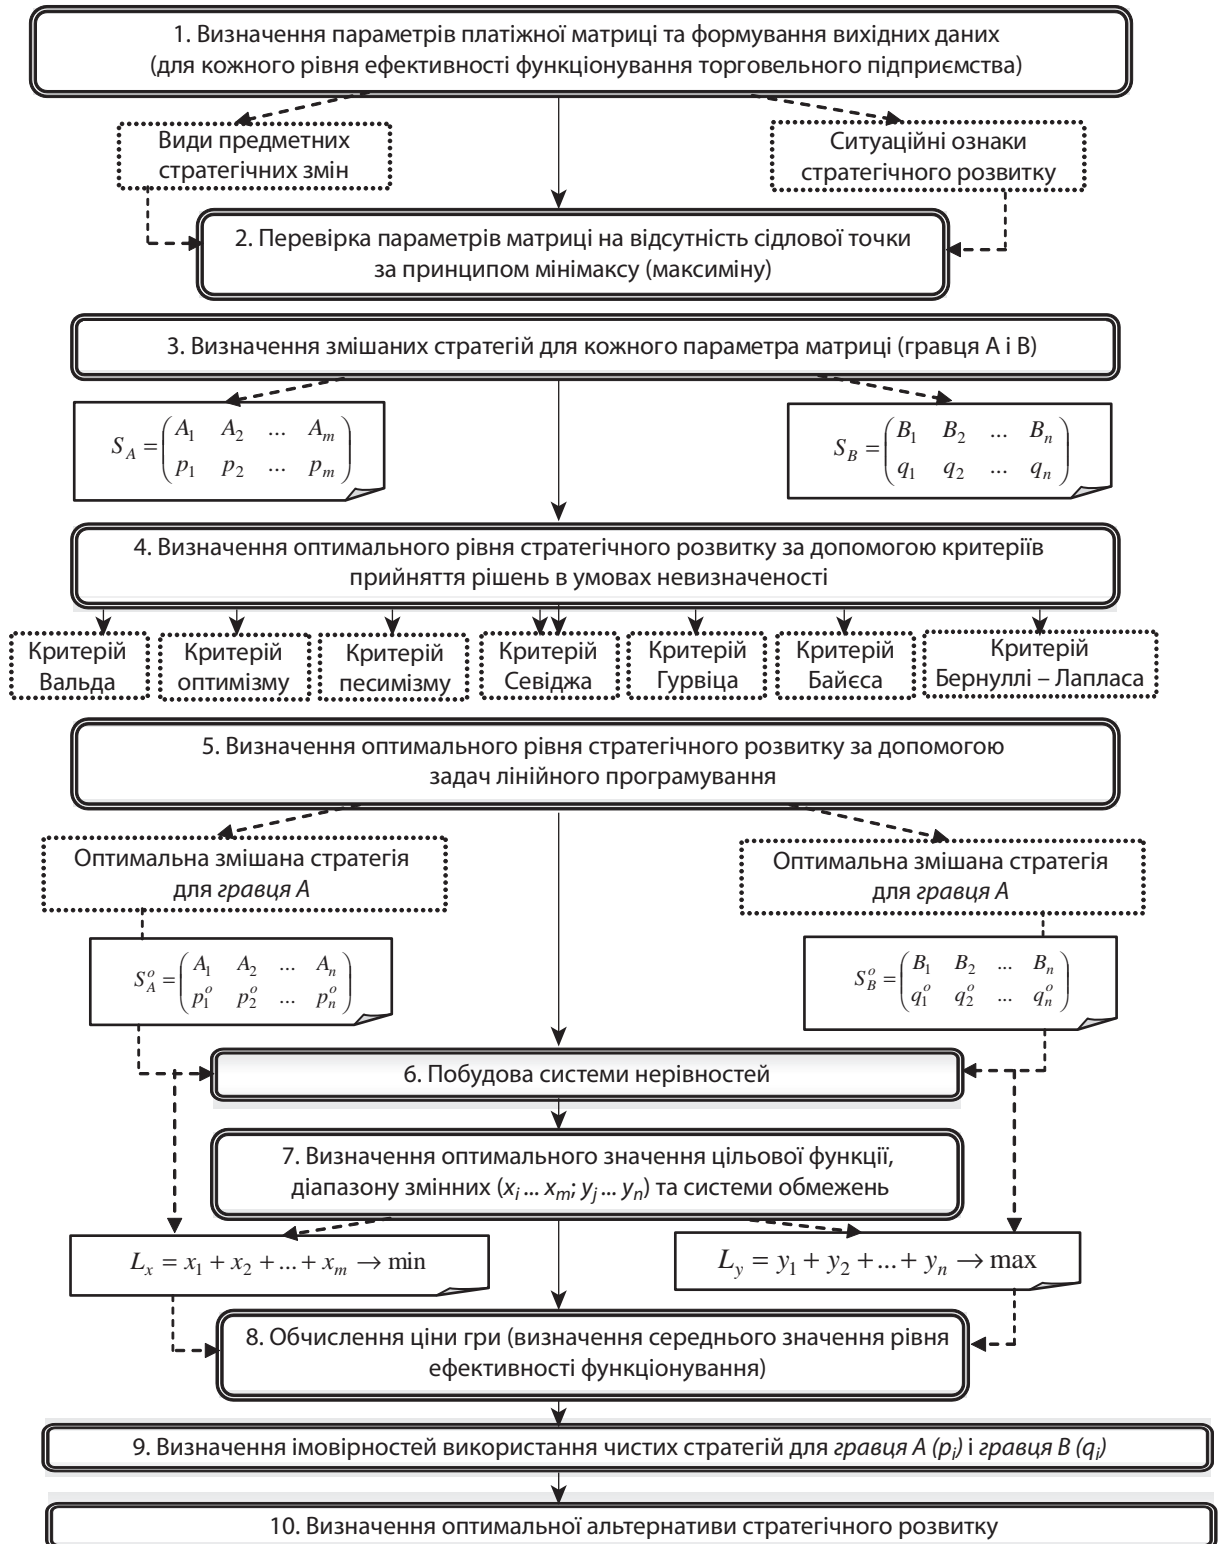 1. Визначення параметрів платіжної матриці та формування вихідних даних
(для кожного рівня ефективності функціонування торговельного підприємства)
Види предметних
стратегічних змін
Ситуаційні ознаки
стратегічного розвитку
2. Перевірка параметрів матриці на відсутність сідлової точки
за принципом мінімаксу (максиміну)
3. Визначення змішаних стратегій для кожного параметра матриці (гравця А і В)
S_A = (A_1 A_2 ... A_m
p_1 p_2 ... p_m)
S_B = (B_1 B_2 ... B_n
q_1 q_2 ... q_n)
4. Визначення оптимального рівня стратегічного розвитку за допомогою критеріїв
прийняття рішень в умовах невизначеності
Критерій
Вальда
Критерій
оптимізму
Критерій
песимізму
Критерій
Севіджа
Критерій
Гурвіца
Критерій
Байєса
Критерій
Бернуллі – Лапласа
5. Визначення оптимального рівня стратегічного розвитку за допомогою
задач лінійного програмування
Оптимальна змішана стратегія
для гравця А
Оптимальна змішана стратегія
для гравця А
S_A^o = (A_1 A_2 ... A_n
p_1^o p_2^o ... p_n^o)
S_B^o = (B_1 B_2 ... B_n
q_1^o q_2^o ... q_n^o)
6. Побудова системи нерівностей
7. Визначення оптимального значення цільової функції,
діапазону змінних (x_i ... x_m; y_j ... y_n) та системи обмежень
L_x = x_1 + x_2 + ... + x_m → min
L_y = y_1 + y_2 + ... + y_n → max
8. Обчислення ціни гри (визначення середнього значення рівня
ефективності функціонування)
9. Визначення імовірностей використання чистих стратегій для гравця А (p_i) і гравця В (q_i)
10. Визначення оптимальної альтернативи стратегічного розвитку